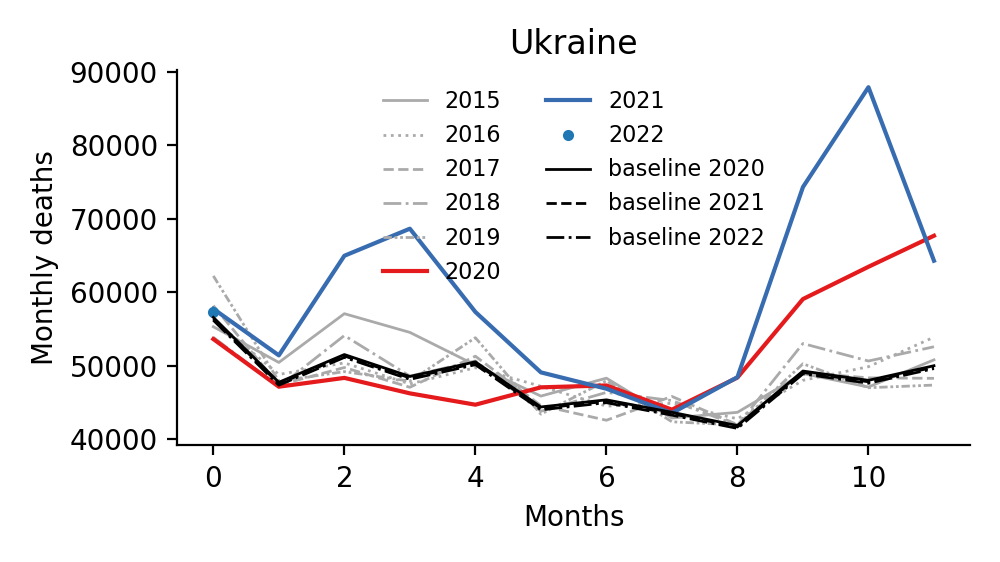 Ukraine
90000
80000
70000
60000
50000
40000
Monthly deaths
2015
2016
2017
2018
2019
2020
2021
2022
baseline 2020
baseline 2021
baseline 2022
0 2 4 6 8 10
Months